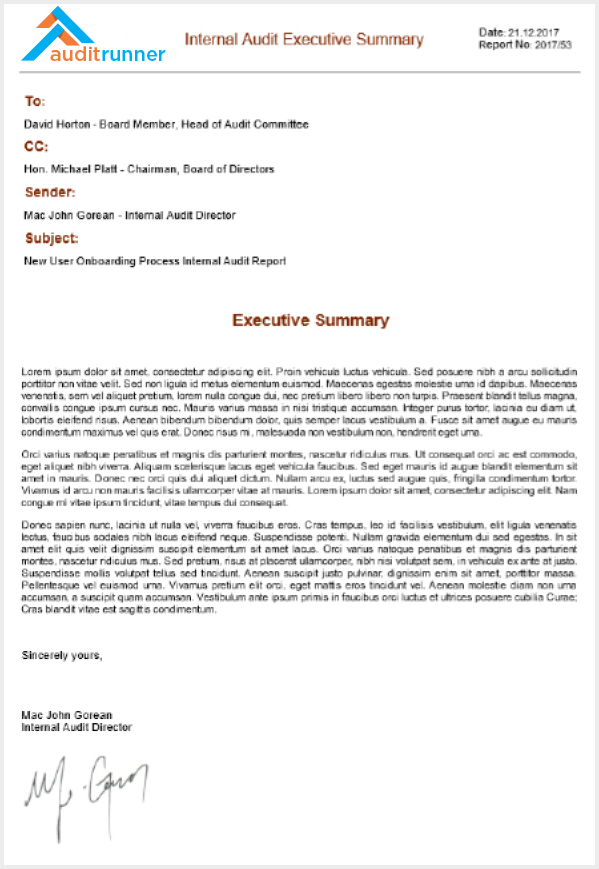 auditrunner
Internal Audit Executive Summary
Date: 21.12.2017
Report No: 2017/53
To:
David Horton - Board Member, Head of Audit Committee
CC:
Hon. Michael Platt - Chairman, Board of Directors
Sender:
Mac John Gorean - Internal Audit Director
Subject:
New User Onboarding Process Internal Audit Report
Executive Summary
Lorem ipsum dolor sit amet, consectetur adipiscing elit. Proin vehicula luctus vehicula. Sed posuere nibh a arcu sollicitudin
porttitor non vitae velit. Sed non ligula id metus elementum euismod. Maecenas egestas molestie urna id dapibus. Maecenas
venenatis, sem vel aliquet pretium, lorem nulla congue dui, nec pretium libero libero non turpis. Praesent blandit tellus magna,
convallis congue ipsum cursus nec. Mauris varius massa in nisi tristique accumsan. Integer purus tortor, lacinia eu diam ut,
lobortis eleifend risus. Aenean bibendum bibendum dolor, quis semper lacus vestibulum a. Fusce sit amet augue eu mauris
condimentum maximus vel quis erat. Donec risus mi, malesuada non vestibulum non, hendrerit eget urna.
Orci varius natoque penatibus et magnis dis parturient montes, nascetur ridiculus mus. Ut consequat orci ac est commodo,
eget aliquet nibh viverra. Aliquam scelerisque lacus eget vehicula faucibus. Sed eget mauris id augue blandit elementum sit
amet in mauris. Donec nec orci quis dui aliquet dictum. Nullam arcu ex, luctus sed augue quis, fringilla condimentum tortor.
Vivamus id arcu non mauris facilisis ullamcorper vitae at mauris. Lorem ipsum dolor sit amet, consectetur adipiscing elit. Nam
congue mi vitae ipsum tincidunt, vitae tempus dui consequat.
Donec sapien nunc, lacinia ut nulla vel, viverra faucibus eros. Cras tempus, leo id facilisis vestibulum, elit ligula venenatis
lectus, faucibus sodales nibh lacus eleifend neque. Suspendisse potenti. Nullam gravida elementum dui sed egestas. In sit
amet elit quis velit dignissim suscipit elementum sit amet lacus. Orci varius natoque penatibus et magnis dis parturient
montes, nascetur ridiculus mus. Sed pretium, risus at placerat ullamcorper, nibh nisi volutpat sem, in vehicula ex ante at justo.
Suspendisse mollis volutpat tellus sed tincidunt. Aenean suscipit justo pulvinar, dignissim enim sit amet, porttitor massa.
Pellentesque vel euismod urna. Vivamus pretium elit orci, eget mattis eros tincidunt vel. Aenean molestie diam non urna
accumsan, a suscipit quam accumsan. Vestibulum ante ipsum primis in faucibus orci luctus et ultrices posuere cubilia Curae;
Cras blandit vitae est sagittis condimentum.
Sincerely yours,
Mac John Gorean
Internal Audit Director